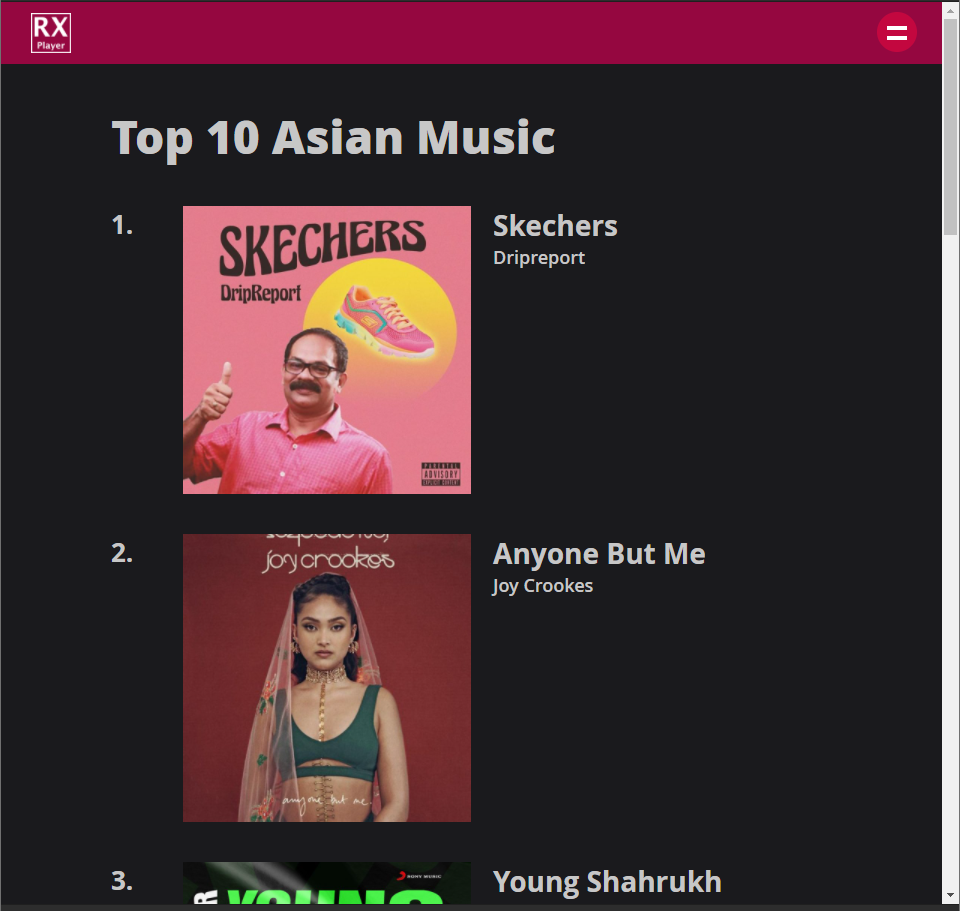 RX
Player
Top 10 Asian Music
1.
SKECHERS
DripReport
PARENTAL
ADVISORY
EXPLICIT CONTENT
Skechers
Dripreport
2.
joy crookes
anyone but me.
Anyone But Me
Joy Crookes
3.
SONY MUSIC
YOUNG
Young Shahrukh